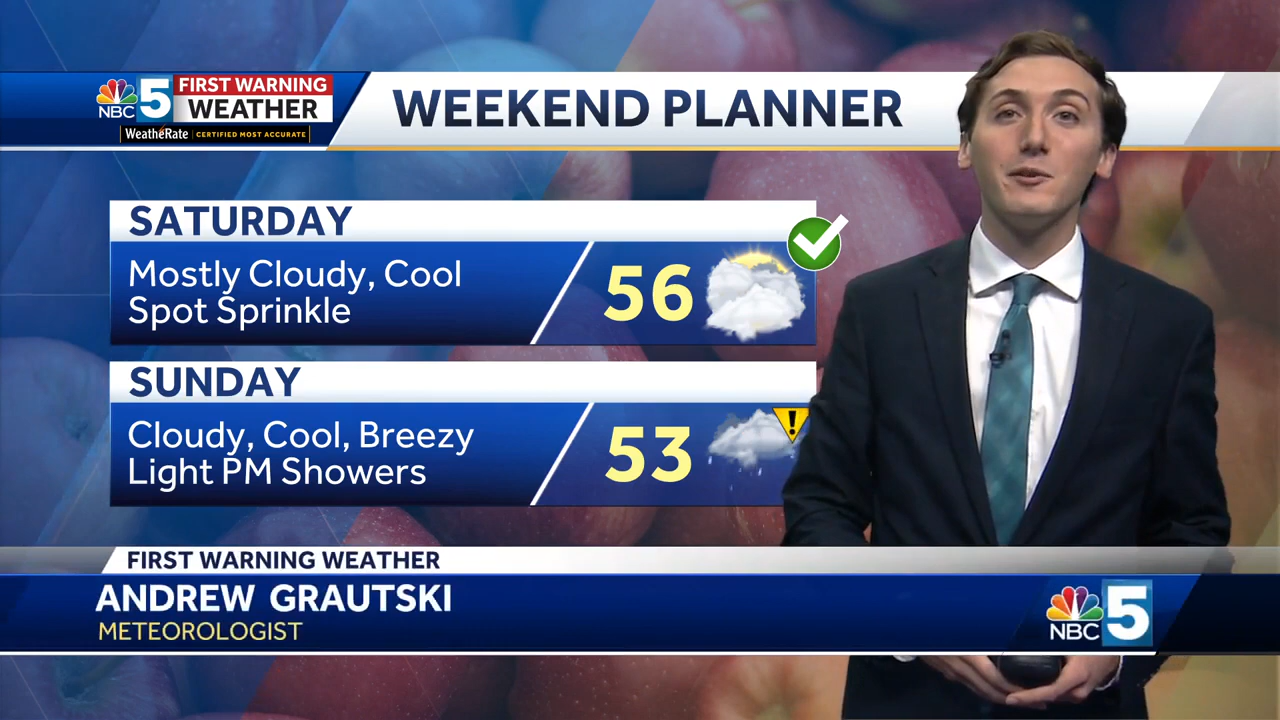 NBC 5 FIRST WARNING
WEATHER
WeatheRate CERTIFIED MOST ACCURATE
WEEKEND PLANNER
SATURDAY
Mostly Cloudy, Cool
Spot Sprinkle
56
SUNDAY
Cloudy, Cool, Breezy
Light PM Showers
53
!
FIRST WARNING WEATHER
ANDREW GRAUTSKI
METEOROLOGIST
NBC 5